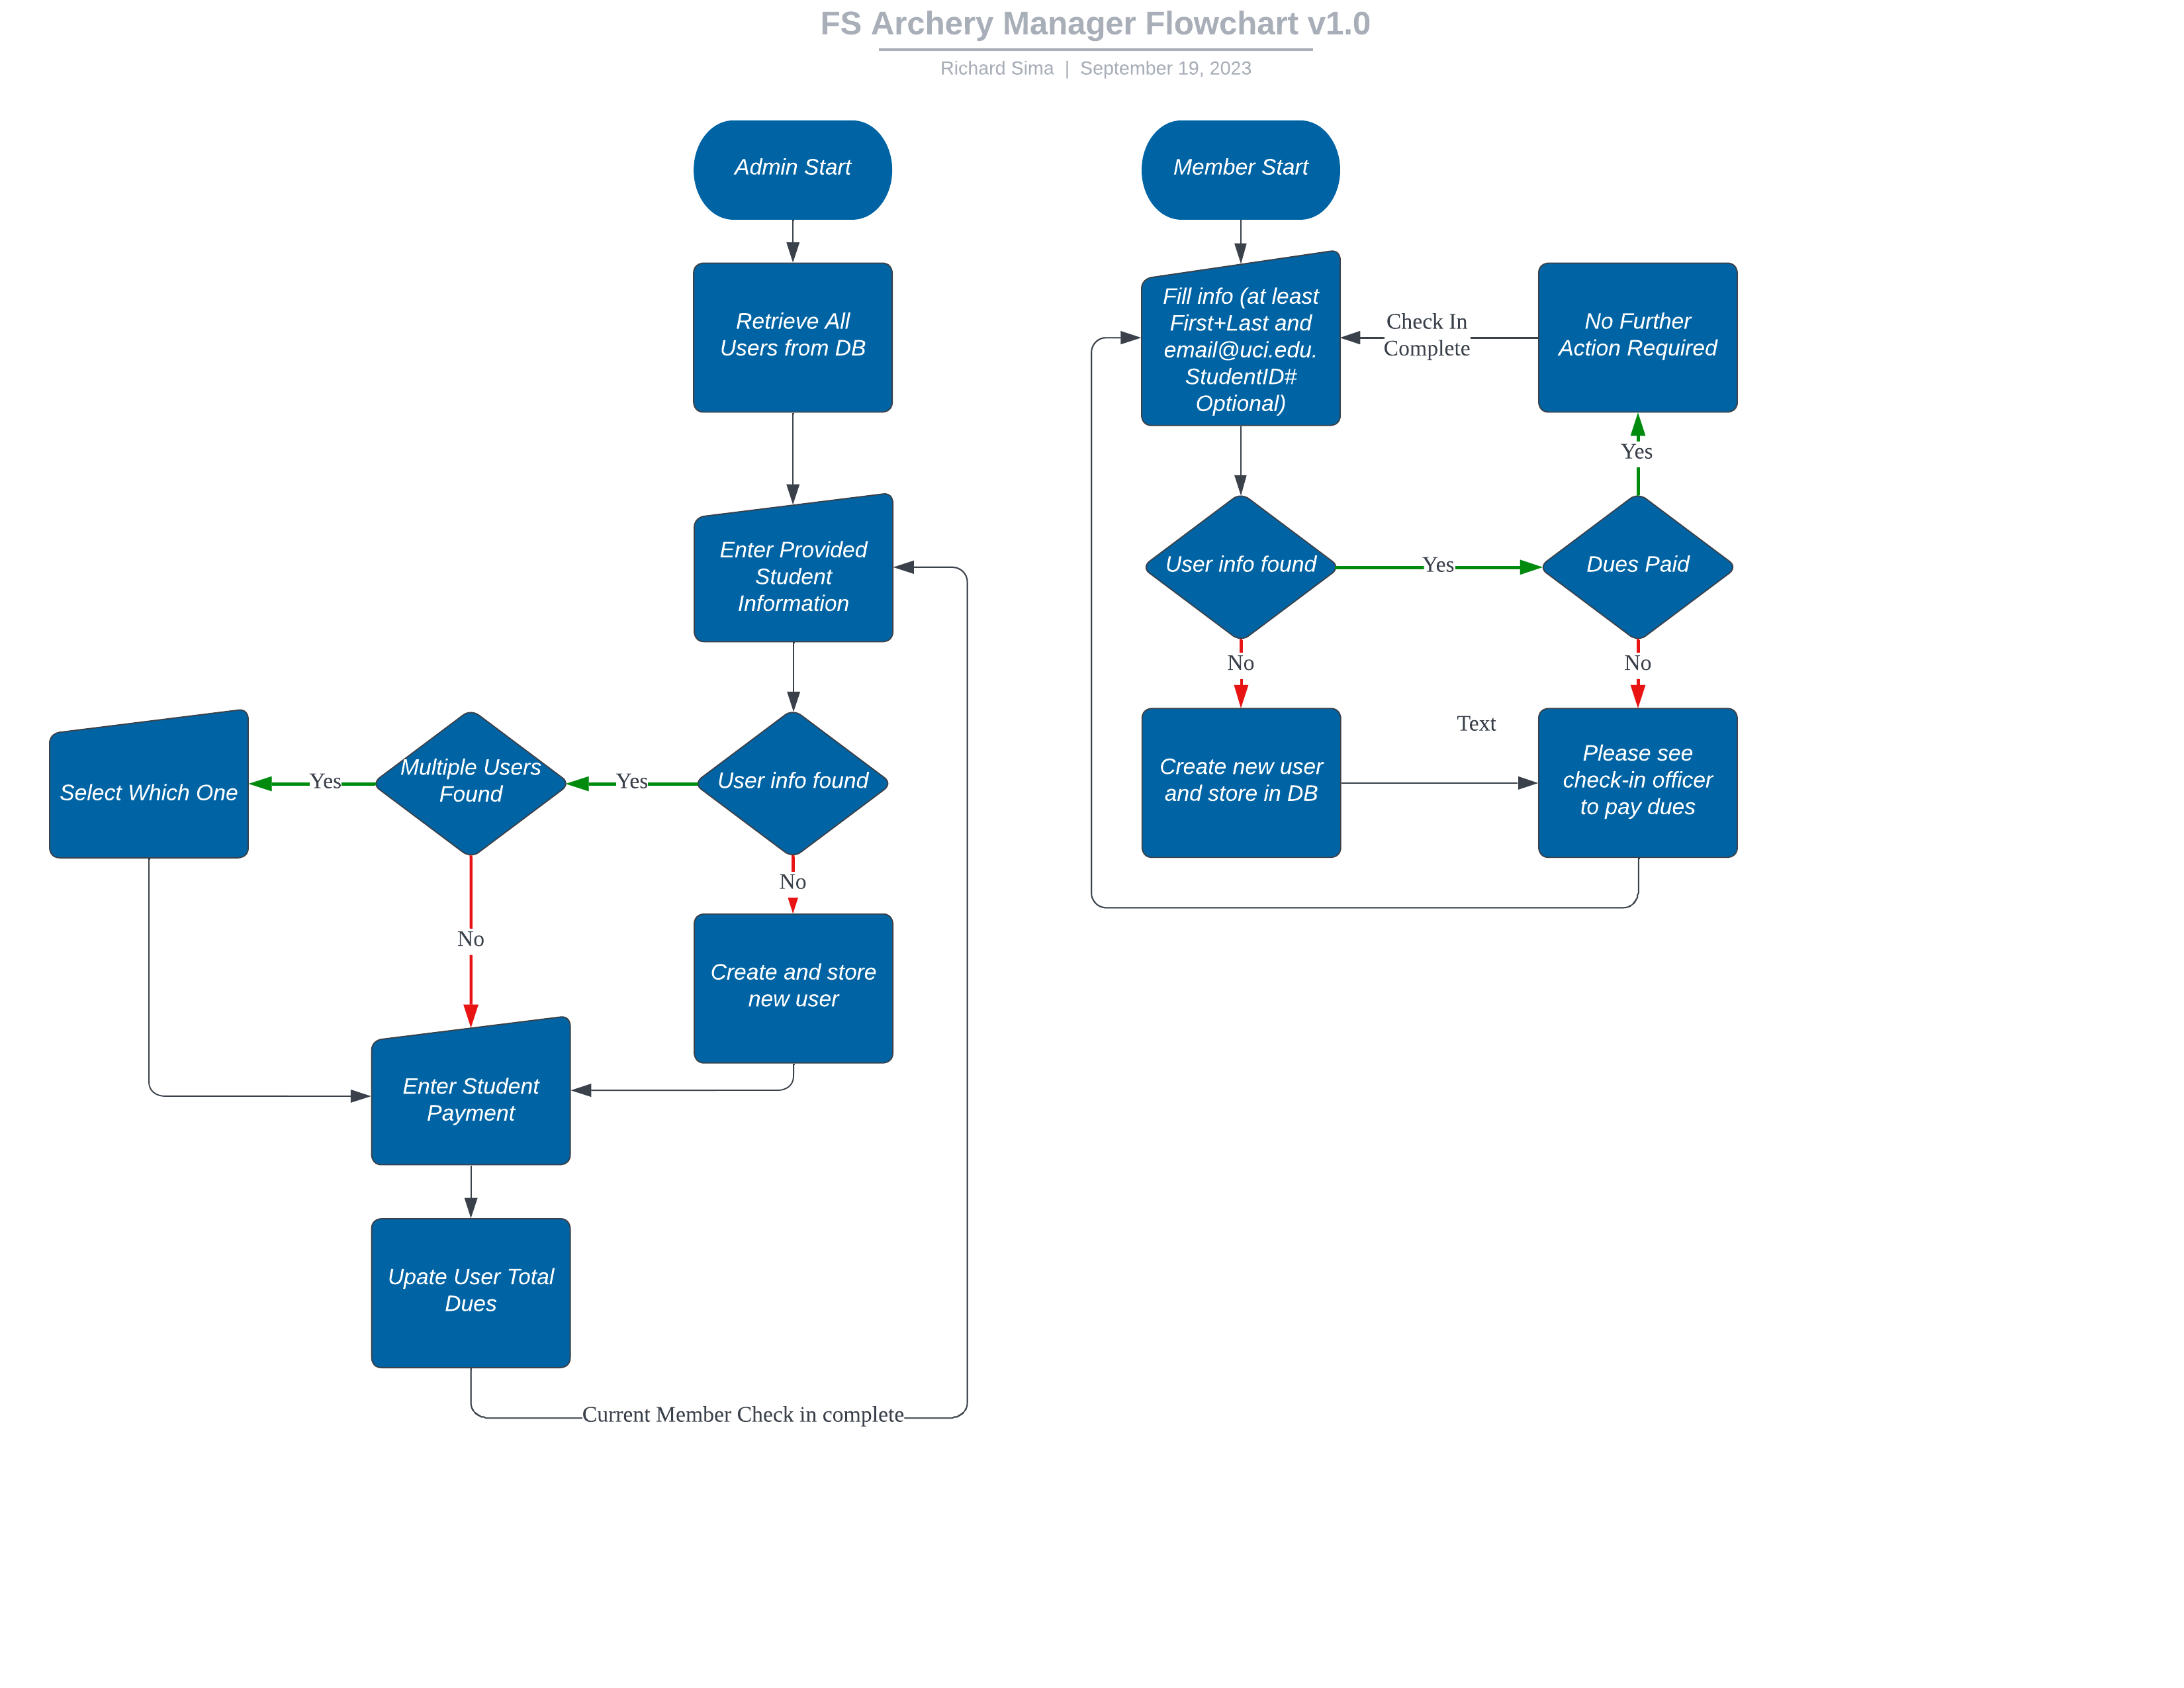 FS Archery Manager Flowchart v1.0
Richard Sima | September 19, 2023
Admin Start
Retrieve All
Users from DB
Enter Provided
Student
Information
User info found
Yes
Multiple Users
Found
Yes
Select Which One
No
No
Create and store
new user
Enter Student
Payment
Upate User Total
Dues
Current Member Check in complete
Member Start
Fill info (at least
First+Last and
email@uci.edu.
StudentID#
Optional)
Check In
Complete
No Further
Action Required
Yes
User info found
Yes
Dues Paid
No
No
Create new user
and store in DB
Text
Please see
check-in officer
to pay dues